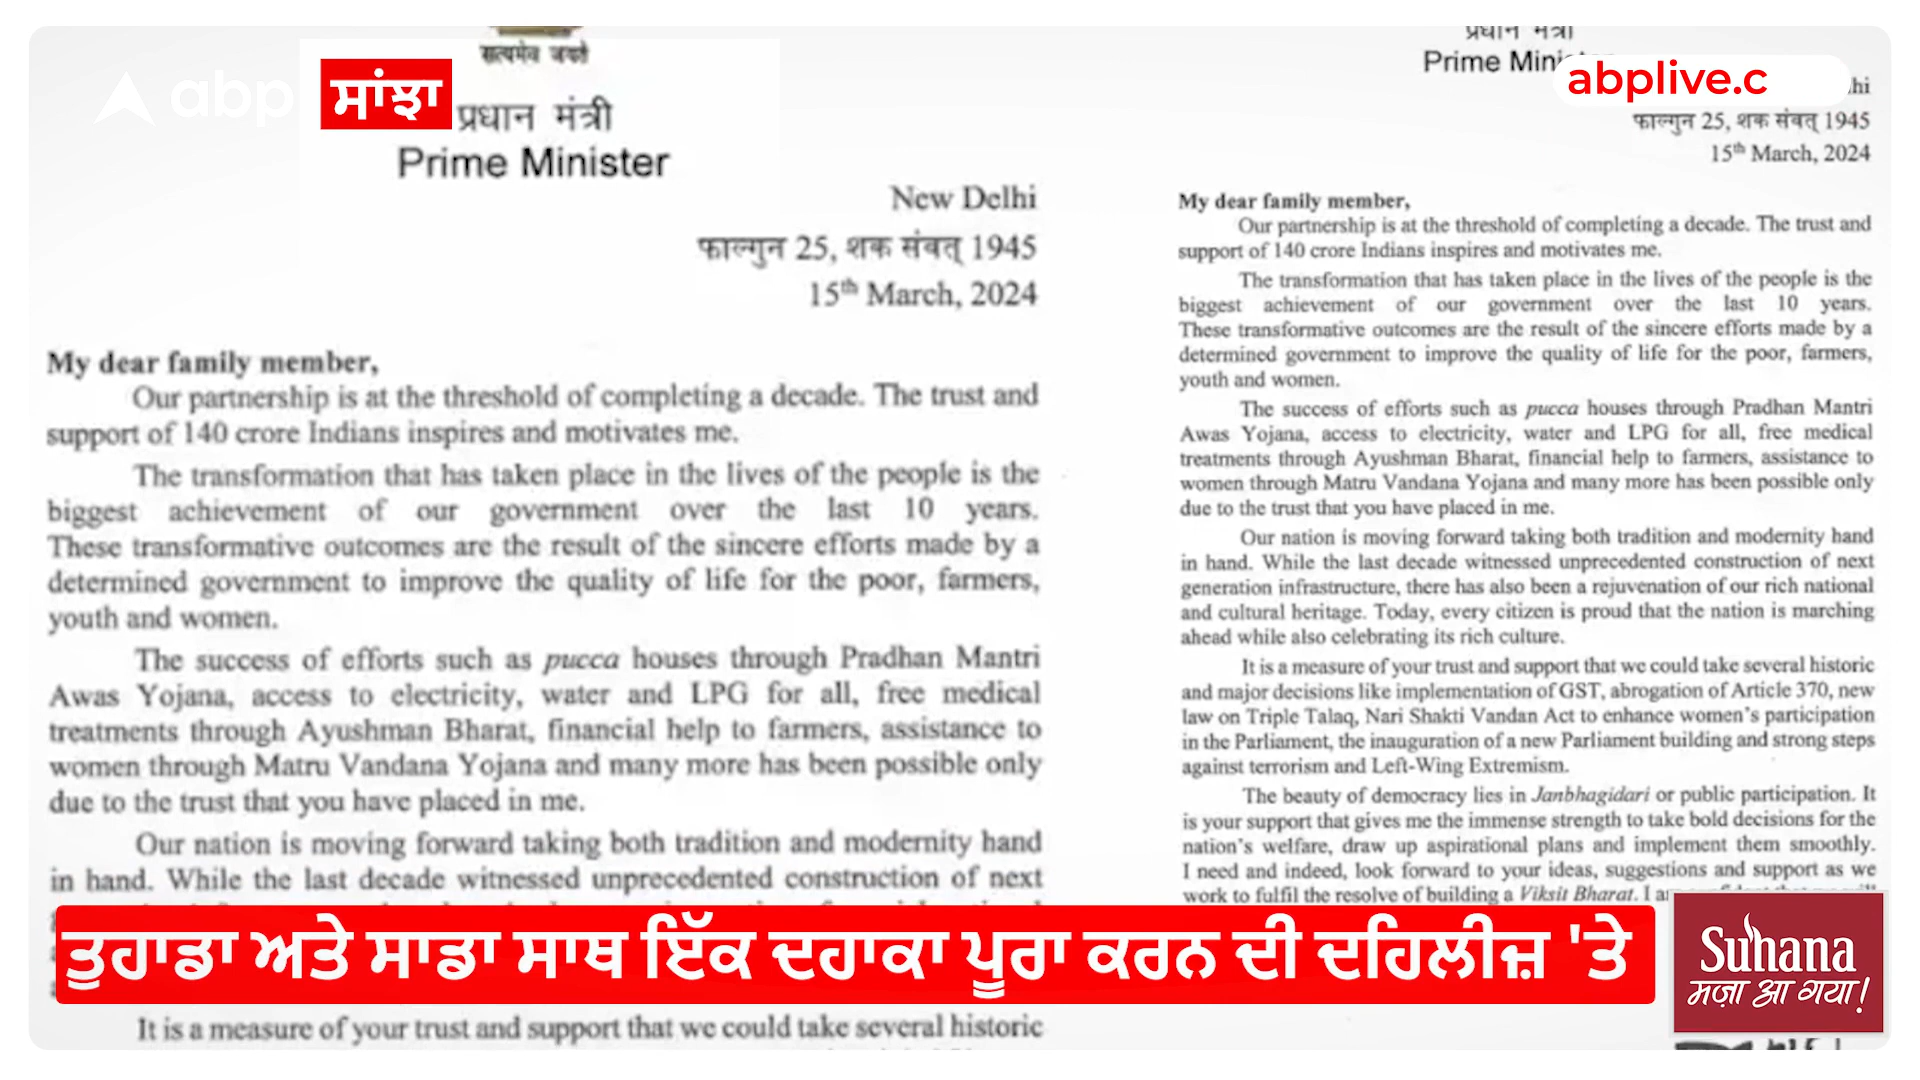 abp ਸਾਂਝਾ
सत्यमेव जयते
प्रधान मंत्री
Prime Minister
New Delhi
फाल्गुन 25, शक संवत् 1945
15th March, 2024
My dear family member,
Our partnership is at the threshold of completing a decade. The trust and
support of 140 crore Indians inspires and motivates me.
The transformation that has taken place in the lives of the people is the
biggest achievement of our government over the last 10 years.
These transformative outcomes are the result of the sincere efforts made by a
determined government to improve the quality of life for the poor, farmers,
youth and women.
The success of efforts such as pucca houses through Pradhan Mantri
Awas Yojana, access to electricity, water and LPG for all, free medical
treatments through Ayushman Bharat, financial help to farmers, assistance to
women through Matru Vandana Yojana and many more has been possible only
due to the trust that you have placed in me.
Our nation is moving forward taking both tradition and modernity hand
in hand. While the last decade witnessed unprecedented construction of next
It is a measure of your trust and support that we could take several historic
प्रधान मंत्री
Prime
abplive.c
फाल्गुन 25, शक संवत् 1945
15th March, 2024
My dear family member,
Our partnership is at the threshold of completing a decade. The trust and
support of 140 crore Indians inspires and motivates me.
The transformation that has taken place in the lives of the people is the
biggest achievement of our government over the last 10 years.
These transformative outcomes are the result of the sincere efforts made by a
determined government to improve the quality of life for the poor, farmers,
youth and women.
The success of efforts such as pucca houses through Pradhan Mantri
Awas Yojana, access to electricity, water and LPG for all, free medical
treatments through Ayushman Bharat, financial help to farmers, assistance to
women through Matru Vandana Yojana and many more has been possible only
due to the trust that you have placed in me.
Our nation is moving forward taking both tradition and modernity hand
in hand. While the last decade witnessed unprecedented construction of next
generation infrastructure, there has also been a rejuvenation of our rich national
and cultural heritage. Today, every citizen is proud that the nation is marching
ahead while also celebrating its rich culture.
It is a measure of your trust and support that we could take several historic
and major decisions like implementation of GST, abrogation of Article 370, new
law on Triple Talaq, Nari Shakti Vandan Act to enhance women's participation
in the Parliament, the inauguration of a new Parliament building and strong steps
against terrorism and Left-Wing Extremism.
The beauty of democracy lies in Janbhagidari or public participation. It
is your support that gives me the immense strength to take bold decisions for the
nation's welfare, draw up aspirational plans and implement them smoothly.
I need and indeed, look forward to your ideas, suggestions and support as we
work to fulfil the resolve of building a Viksit Bharat. I
ਤੁਹਾਡਾ ਅਤੇ ਸਾਡਾ ਸਾਥ ਇੱਕ ਦਹਾਕਾ ਪੂਰਾ ਕਰਨ ਦੀ ਦਹਿਲੀਜ਼ 'ਤੇ
Suhana
मज़ा आ गया!